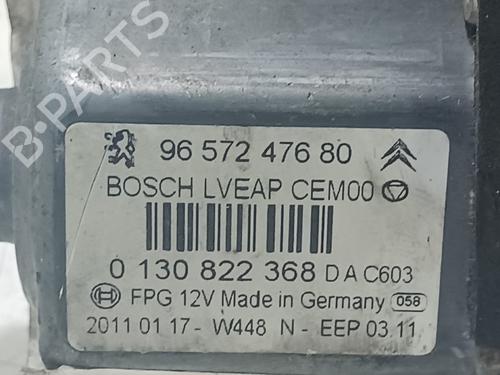 96 572 476 80
BOSCH LVEAP CEM00
0 130 822 368 D A C603
FPG 12V Made in Germany 058
2011 01 17 - W448 N - EEP 03 11
B-PARTS